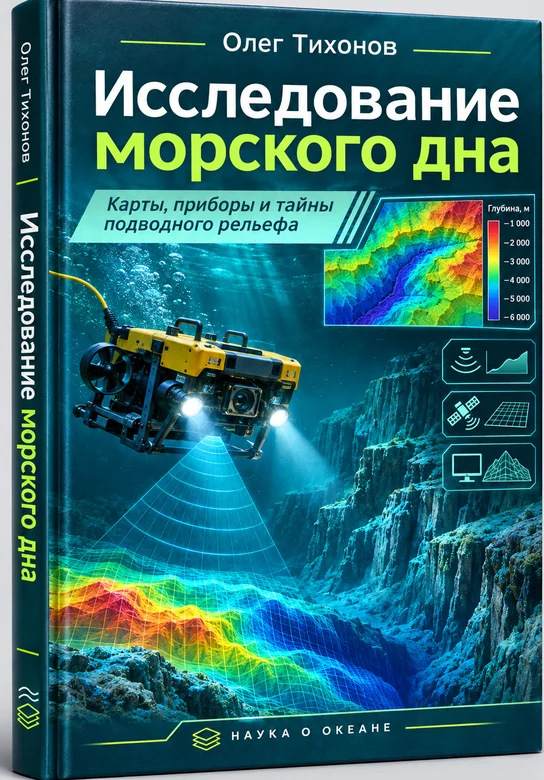 Олег Тихонов
Исследование
морского дна
Карты, приборы и тайны
подводного рельефа
Глубина, м
−1 000
−2 000
−3 000
−4 000
−5 000
−6 000
НАУКА О ОКЕАНЕ
Олег Тихонов
Исследование морского дна